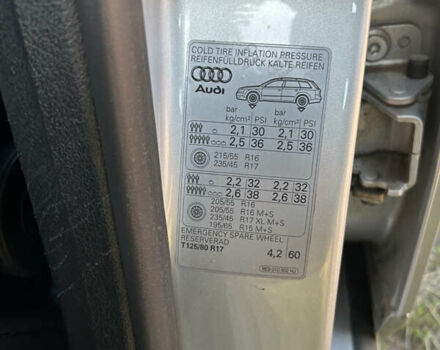 COLD TIRE INFLATION PRESSURE
REIFENFÜLLDRUCK KALTE REIFEN
Audi
bar kg/cm² PSI bar kg/cm² PSI
2,1 30 2,1 30
2,5 36 2,5 36
215/55 R16
235/45 R17
2,2 32 2,2 32
2,6 38 2,6 38
205/55 R16
205/55 R16 M+S
235/45 R17 XL M+S
195/65 R15 M+S
EMERGENCY SPARE WHEEL
RESERVERAD
T125/80 R17 4,2 60